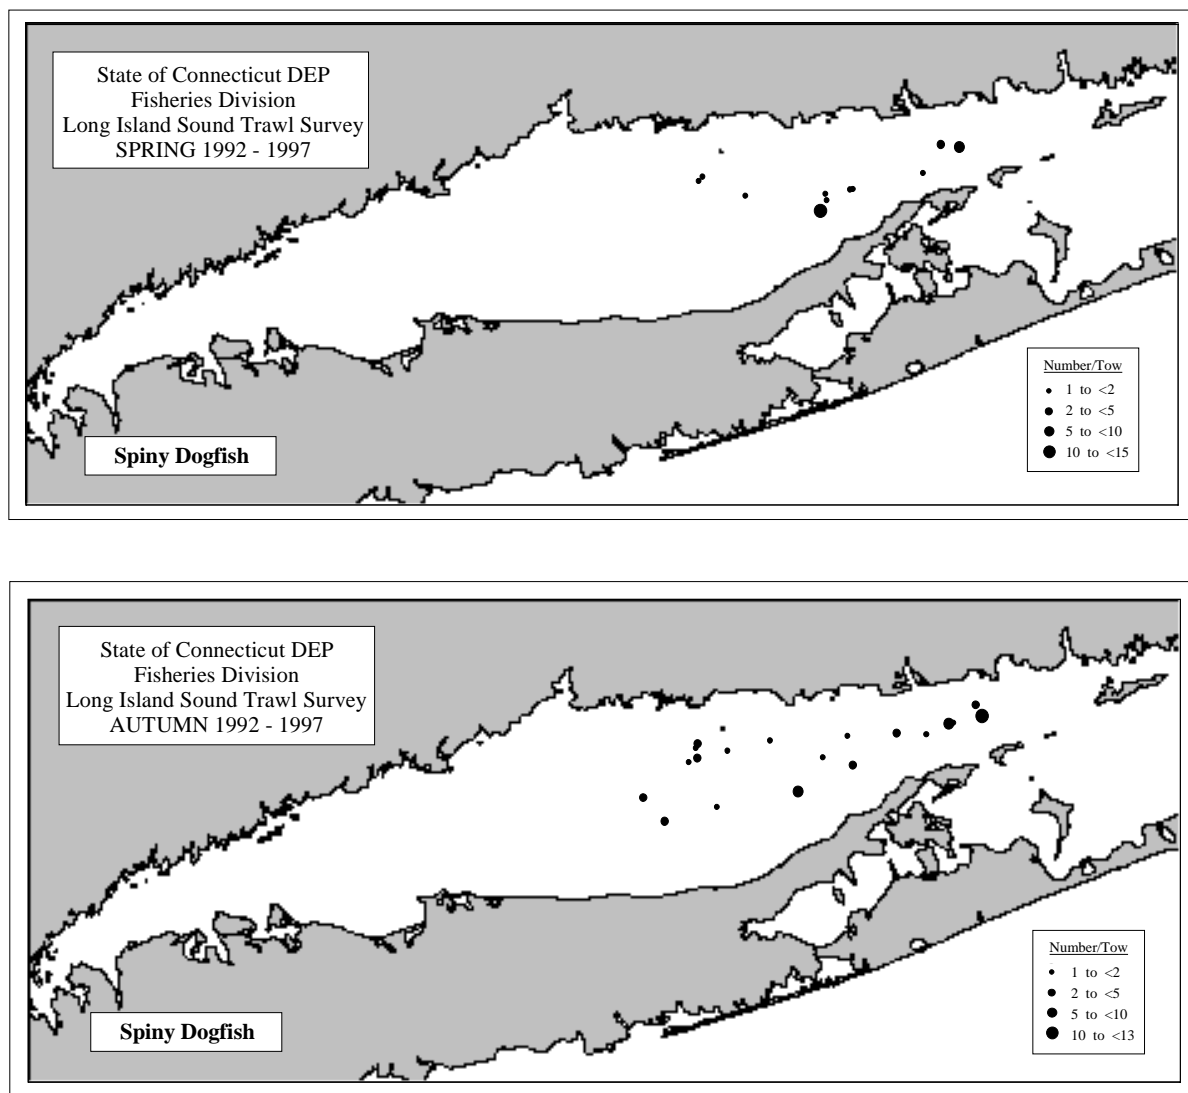 State of Connecticut DEP
Fisheries Division
Long Island Sound Trawl Survey
SPRING 1992 - 1997
Spiny Dogfish
Number/Tow
1 to <2
2 to <5
5 to <10
10 to <15
State of Connecticut DEP
Fisheries Division
Long Island Sound Trawl Survey
AUTUMN 1992 - 1997
Spiny Dogfish
Number/Tow
1 to <2
2 to <5
5 to <10
10 to <13